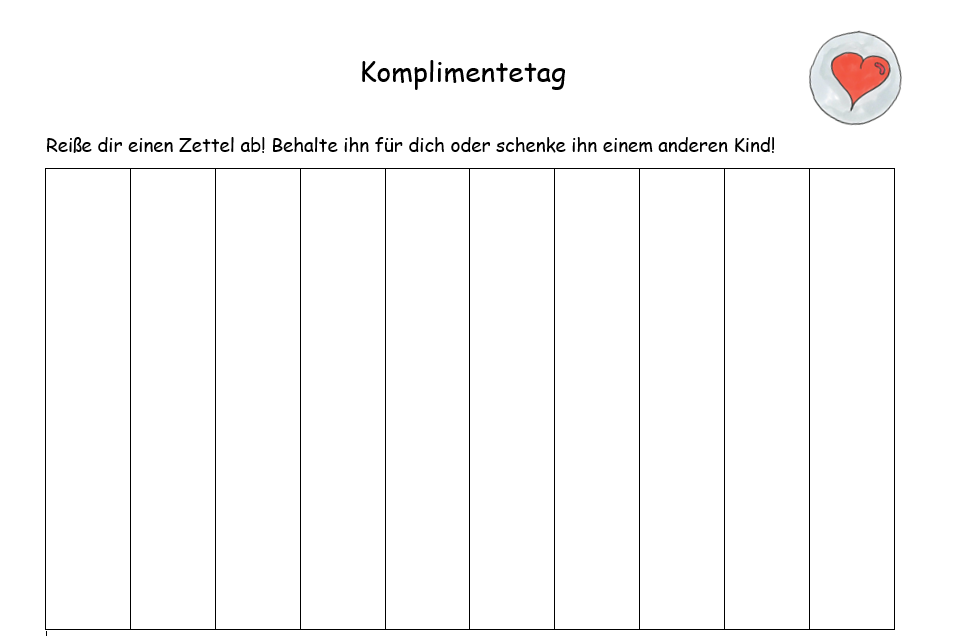 Komplimentetag
Reiße dir einen Zettel ab! Behalte ihn für dich oder schenke ihn einem anderen Kind!